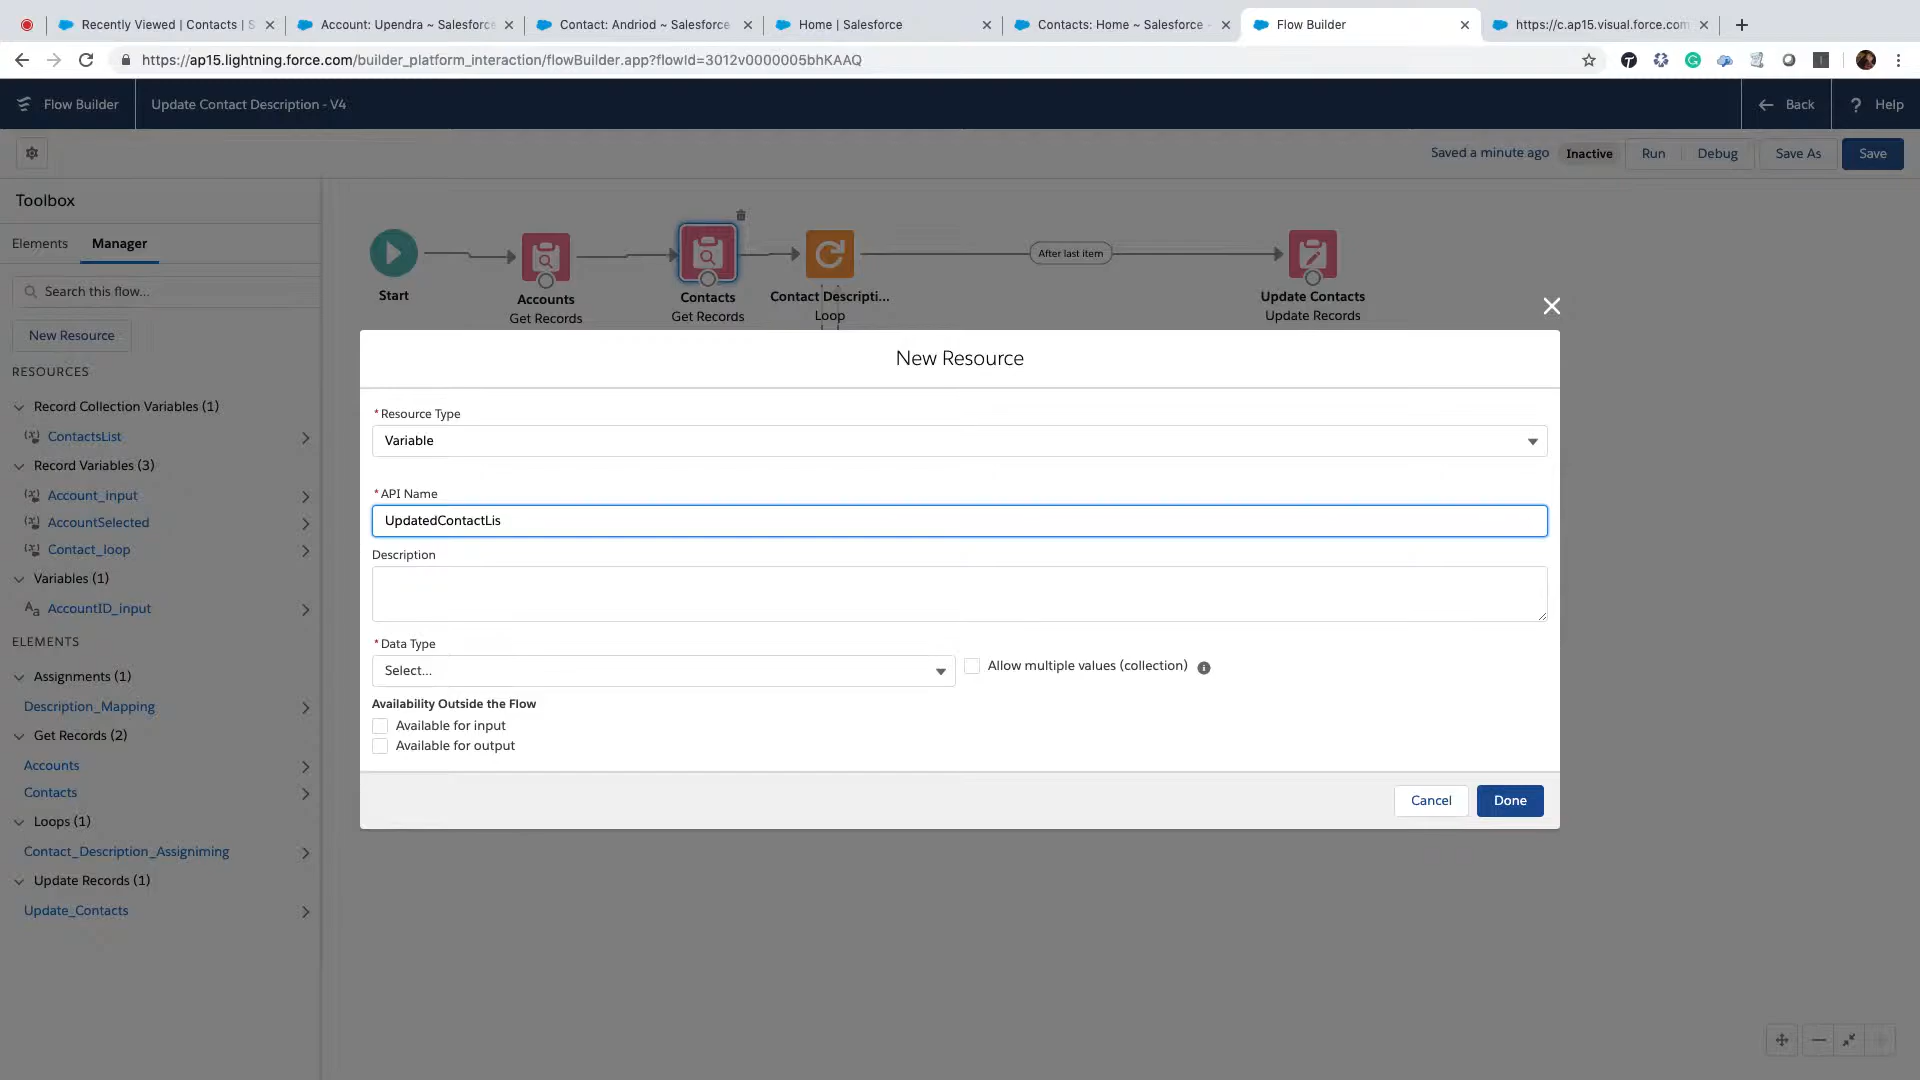 Recently Viewed | Contacts | S
Account: Upendra ~ Salesforce
Contact: Andriod ~ Salesforce
Home | Salesforce
Contacts: Home ~ Salesforce -
Flow Builder
https://c.ap15.visual.force.com
https://ap15.lightning.force.com/builder_platform_interaction/flowBuilder.app?flowId=3012v0000005bhKAAQ
Flow Builder
Update Contact Description - V4
Back
? Help
Saved a minute ago
Inactive
Run
Debug
Save As
Save
Toolbox
Elements
Manager
Search this flow...
New Resource
RESOURCES
Record Collection Variables (1)
ContactsList
Record Variables (3)
Account_input
AccountSelected
Contact_loop
Variables (1)
AccountID_input
ELEMENTS
Assignments (1)
Description_Mapping
Get Records (2)
Accounts
Contacts
Loops (1)
Contact_Description_Assigniming
Update Records (1)
Update_Contacts
Start
Accounts
Get Records
Contacts
Get Records
Contact Descripti...
Loop
After last item
Update Contacts
Update Records
New Resource
*Resource Type
Variable
*API Name
UpdatedContactLis
Description
*Data Type
Select...
Allow multiple values (collection)
Availability Outside the Flow
Available for input
Available for output
Cancel
Done